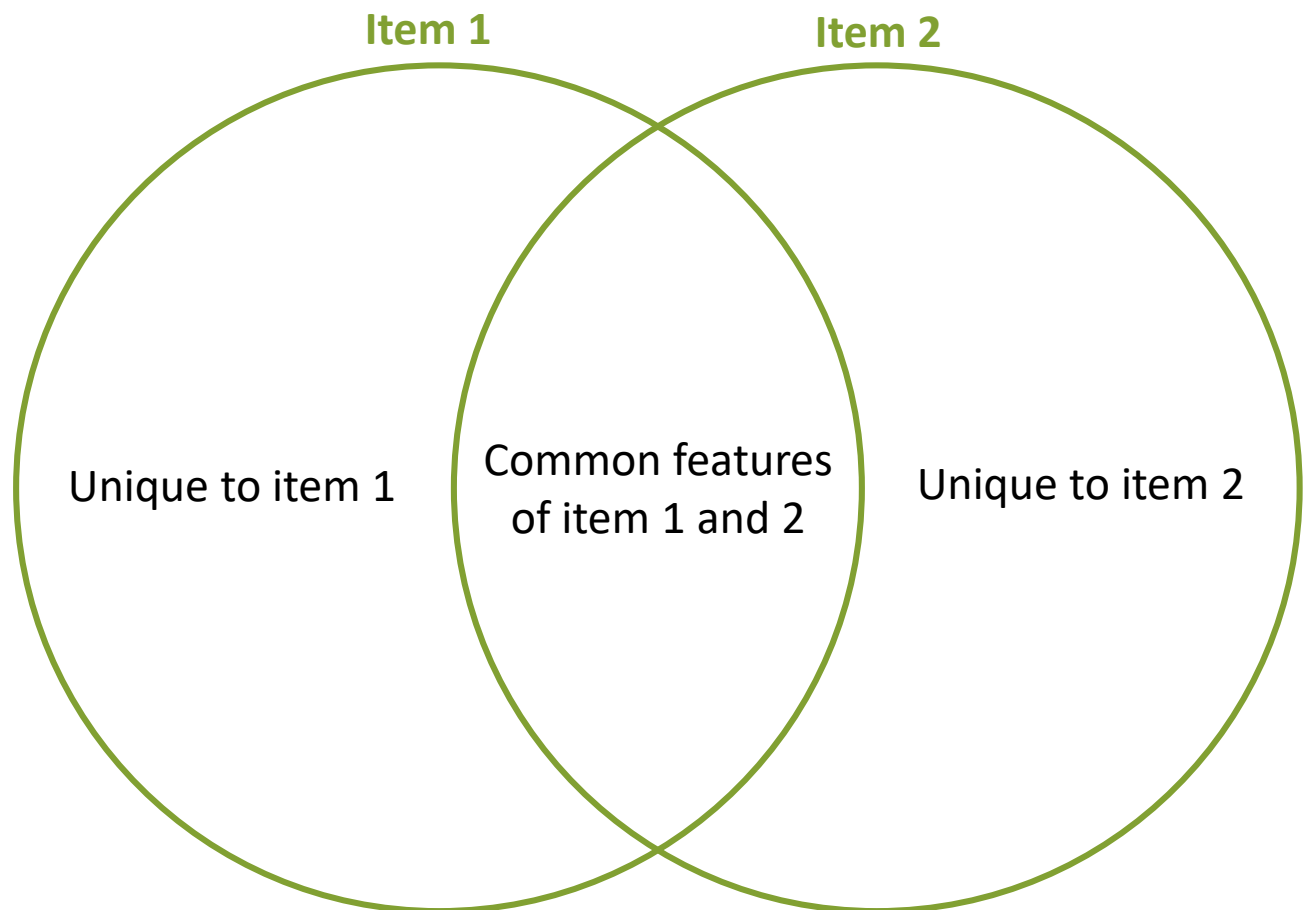 Item 1
Item 2
Unique to item 1
Common features
of item 1 and 2
Unique to item 2